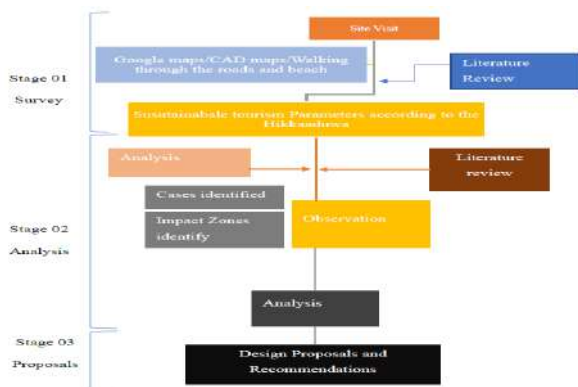 Site Visit
Google maps/CAD maps/Walking
through the roads and beach
Literature
Review
Stage 01
Survey
Susutainabale tourism Parameters according to the
Hikkanduwa
Analysis
Literature
review
Cases identified
Impact Zones
identify
Observation
Stage 02
Analysis
Analysis
Stage 03
Proposals
Design Proposals and
Recommendations